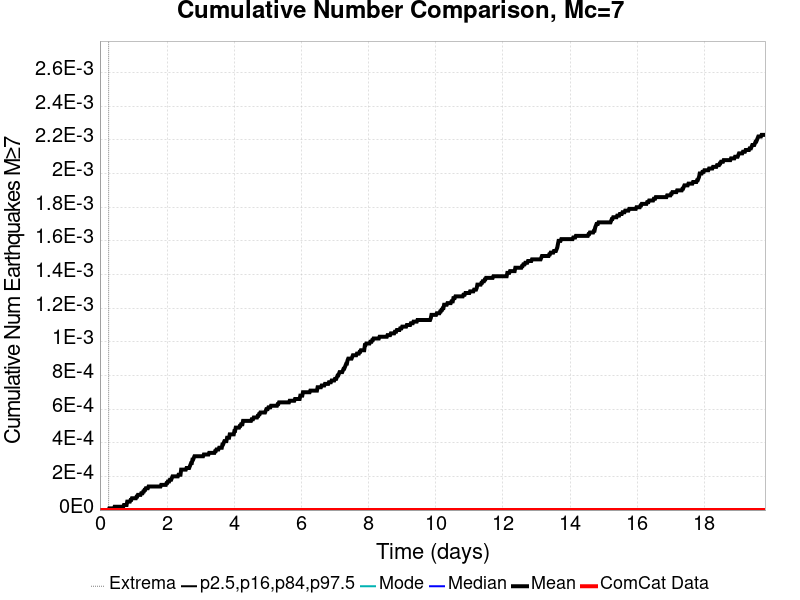 Cumulative Number Comparison, Mc=7
Cumulative Num Earthquakes M≥7
2.6E-3
2.4E-3
2.2E-3
2E-3
1.8E-3
1.6E-3
1.4E-3
1.2E-3
1E-3
8E-4
6E-4
4E-4
2E-4
0E0
0 2 4 6 8 10 12 14 16 18
Time (days)
Extrema p2.5,p16,p84,p97.5 Mode Median Mean ComCat Data